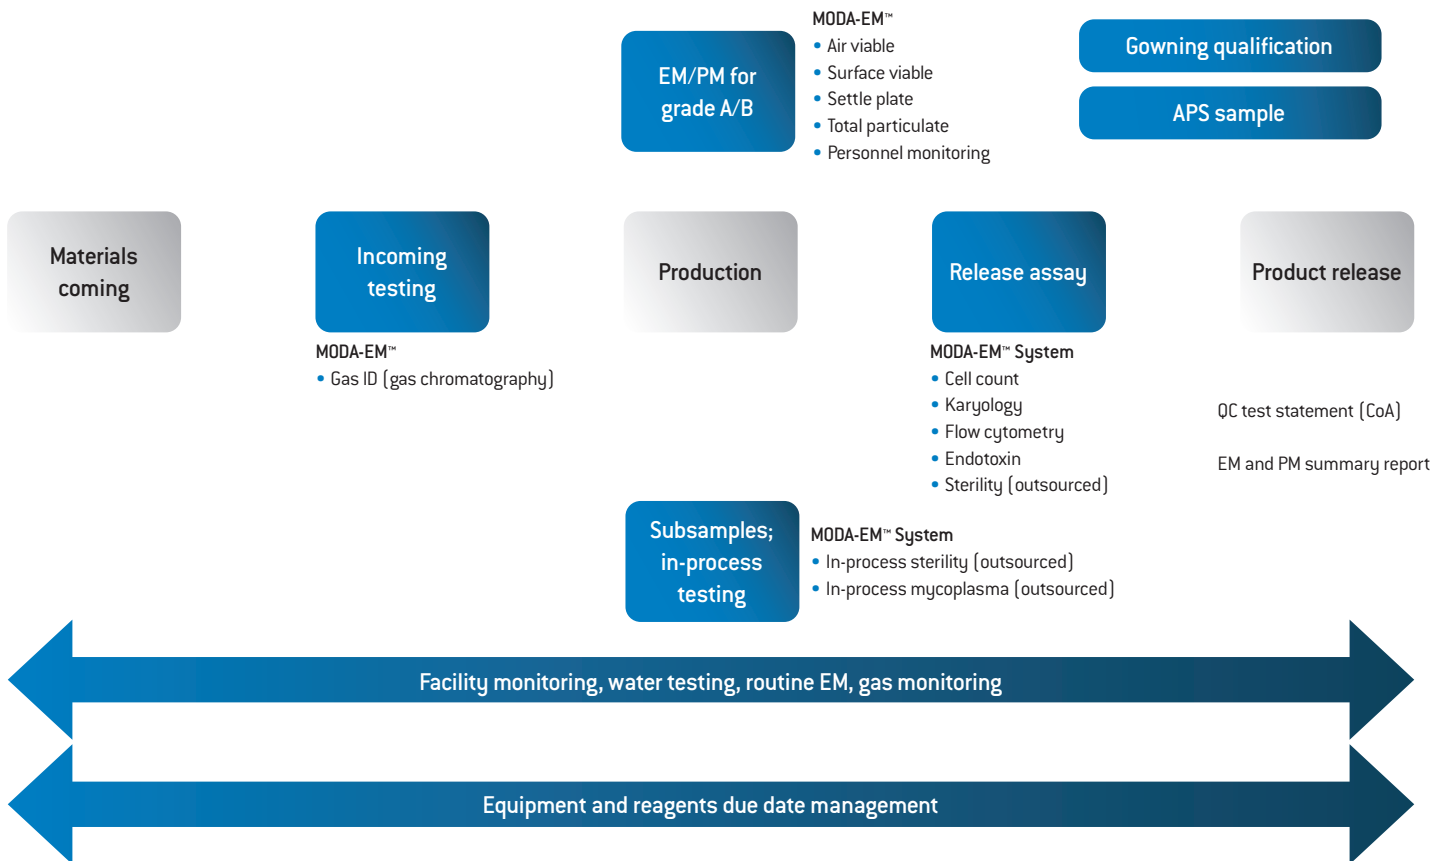 MODA-EM™
• Air viable
• Surface viable
• Settle plate
• Total particulate
• Personnel monitoring
EM/PM for
grade A/B
Gowning qualification
APS sample
Materials
coming
Incoming
testing
Production
Release assay
Product release
MODA-EM™
• Gas ID (gas chromatography)
MODA-EM™ System
• Cell count
• Karyology
• Flow cytometry
• Endotoxin
• Sterility (outsourced)
QC test statement (CoA)
EM and PM summary report
Subsamples;
in-process
testing
MODA-EM™ System
• In-process sterility (outsourced)
• In-process mycoplasma (outsourced)
Facility monitoring, water testing, routine EM, gas monitoring
Equipment and reagents due date management